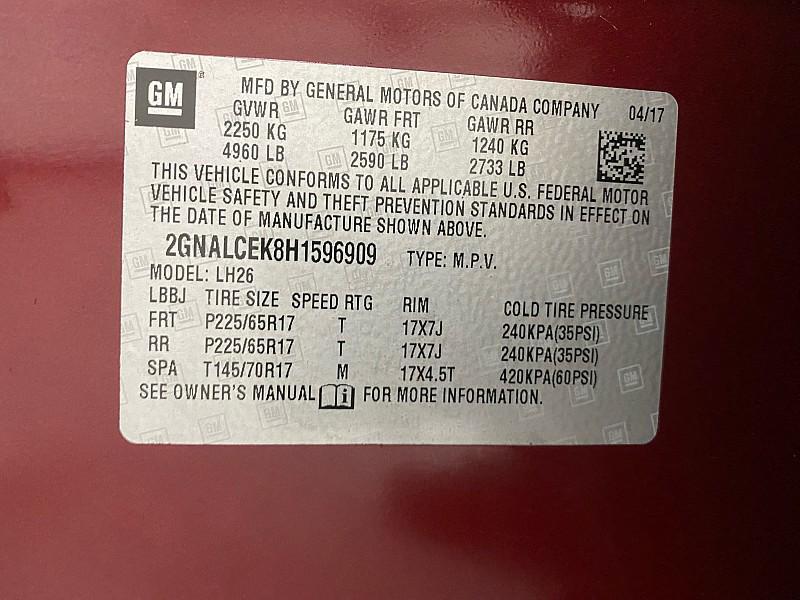 GM
MFD BY GENERAL MOTORS OF CANADA COMPANY 04/17
GVWR GAWR FRT GAWR RR
2250 KG 1175 KG 1240 KG
4960 LB 2590 LB 2733 LB
THIS VEHICLE CONFORMS TO ALL APPLICABLE U.S. FEDERAL MOTOR
VEHICLE SAFETY AND THEFT PREVENTION STANDARDS IN EFFECT ON
THE DATE OF MANUFACTURE SHOWN ABOVE.
2GNALCEK8H1596909 TYPE: M.P.V.
MODEL: LH26
LBBJ TIRE SIZE SPEED RTG RIM COLD TIRE PRESSURE
FRT P225/65R17 T 17X7J 240KPA(35PSI)
RR P225/65R17 T 17X7J 240KPA(35PSI)
SPA T145/70R17 M 17X4.5T 420KPA(60PSI)
SEE OWNER'S MANUAL i FOR MORE INFORMATION.